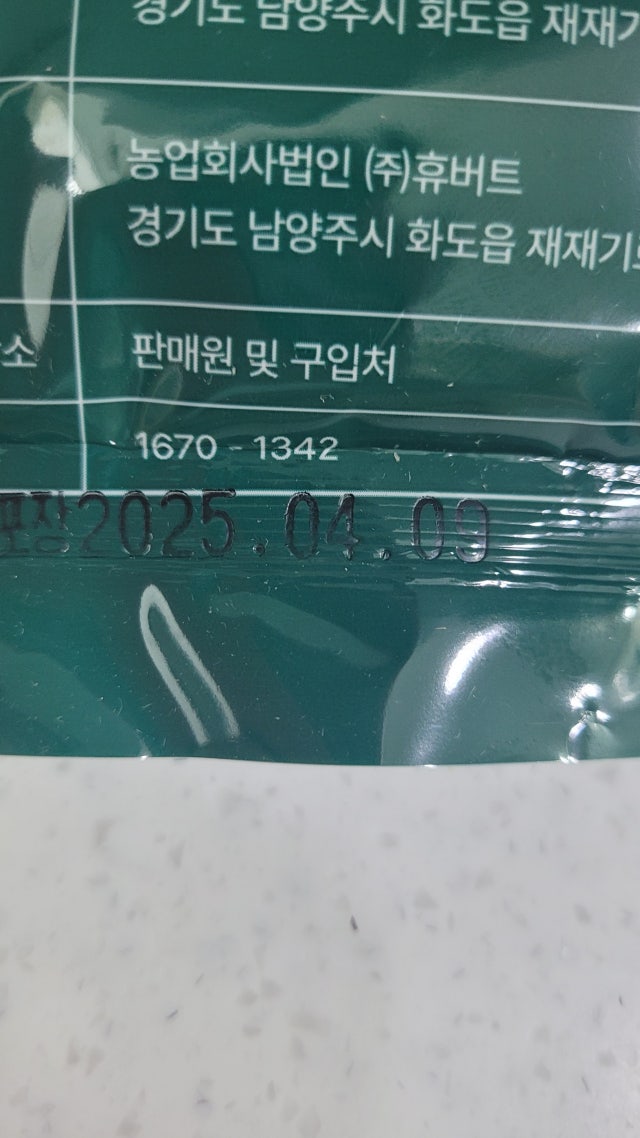 경기도 남양주시 화도읍 재재기
농업회사법인 (주)휴버트
경기도 남양주시 화도읍 재재기로
소 판매원 및 구입처
1670 - 1342
포장2025.04.09